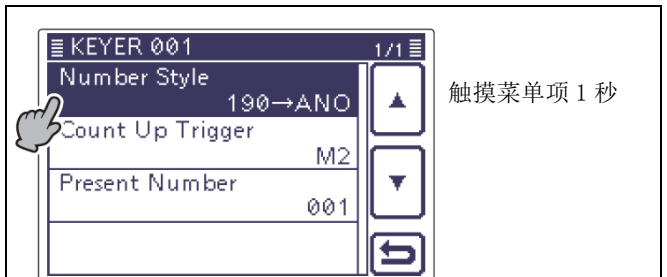 KEYER 001 1/1
Number Style
190→ANO
触摸菜单项 1 秒
Count Up Trigger
M2
Present Number
001